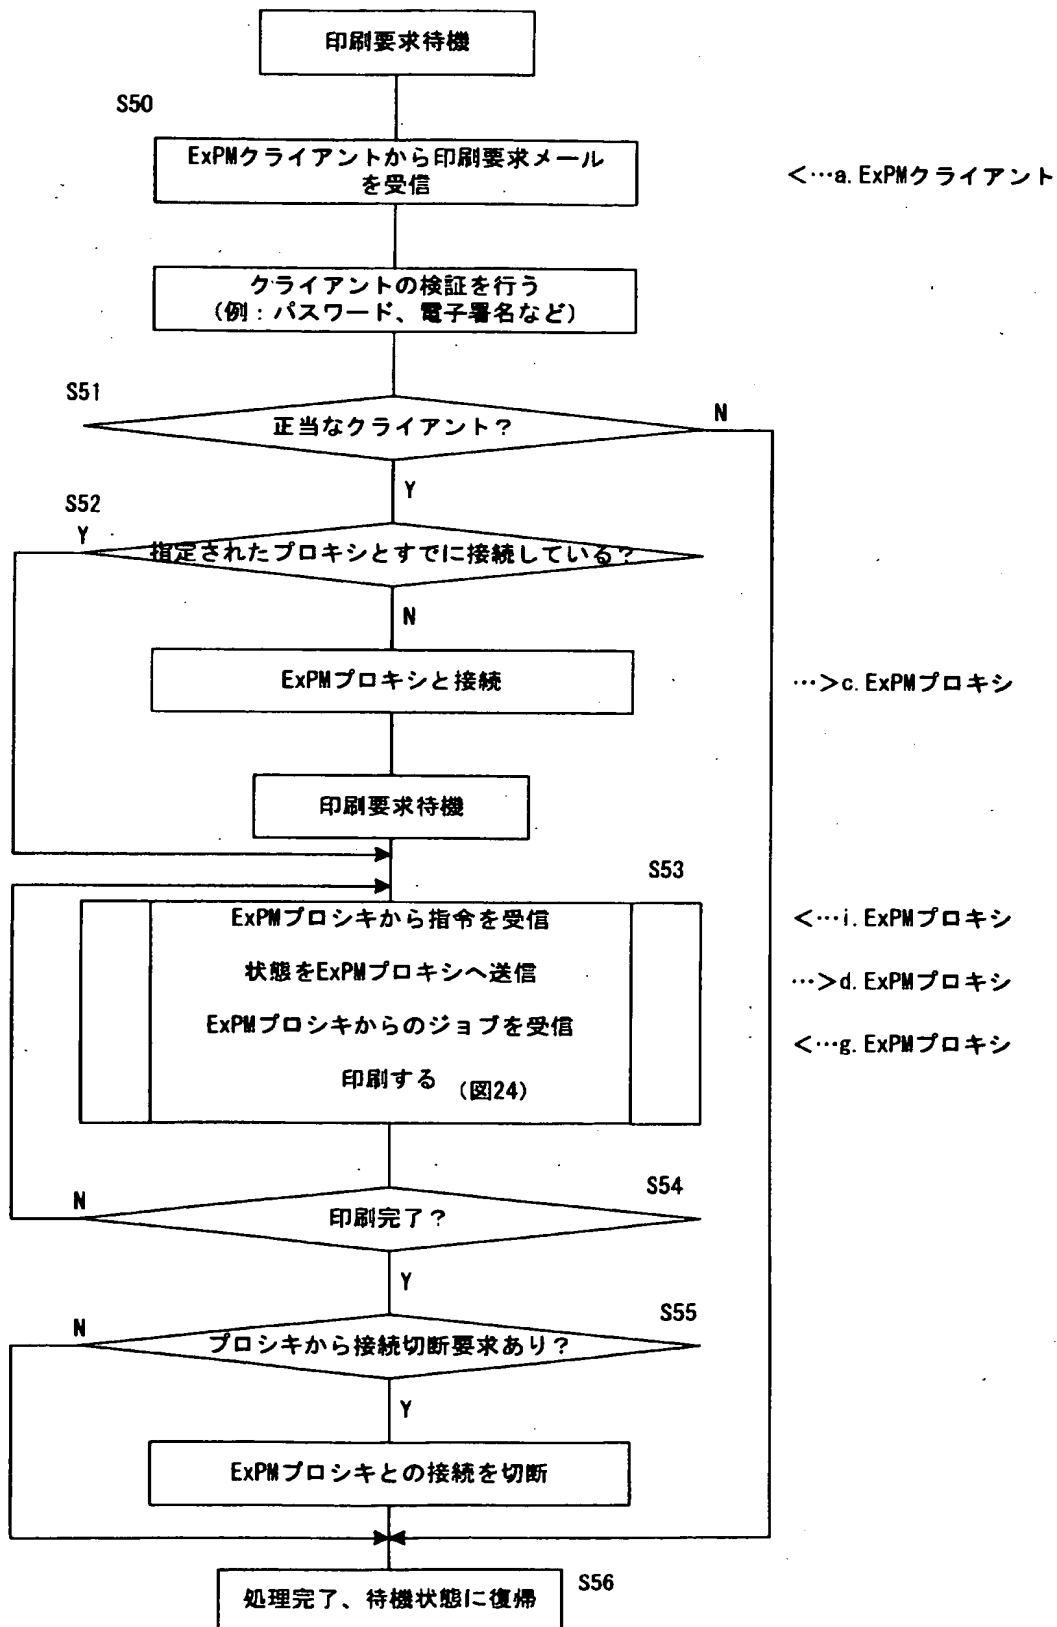 印刷要求待機
S50
ExPMクライアントから印刷要求メール
を受信
<…a.ExPMクライアント
クライアントの検証を行う
(例:パスワード、電子署名など)
S51
正当なクライアント?
N
Y
S52
Y
指定されたプロキシとすでに接続している?
N
ExPMプロキシと接続
…>c.ExPMプロキシ
印刷要求待機
S53
ExPMプロシキから指令を受信
<…i.ExPMプロキシ
状態をExPMプロキシへ送信
…>d.ExPMプロキシ
ExPMプロシキからのジョブを受信
<…g.ExPMプロキシ
印刷する (図24)
S54
N
印刷完了?
Y
S55
N
プロシキから接続切断要求あり?
Y
ExPMプロシキとの接続を切断
S56
処理完了、待機状態に復帰